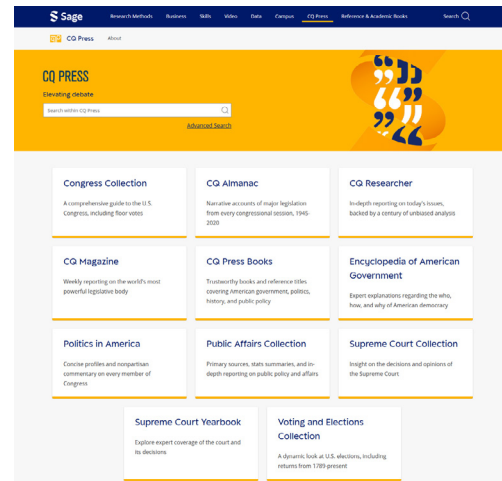 Sage
Research Methods Business Skills Video Data Campus CQ Press Reference & Academic Books Search
CQ Press About
CQ PRESS
Elevating debate
Search within CQ Press
Advanced Search
Congress Collection
A comprehensive guide to the U.S.
Congress, including floor votes
CQ Almanac
Narrative accounts of major legislation
from every congressional session, 1945-
2020
CQ Researcher
In-depth reporting on today's issues,
backed by a century of unbiased analysis
CQ Magazine
Weekly reporting on the world's most
powerful legislative body
CQ Press Books
Trustworthy books and reference titles
covering American government, politics,
history, and public policy
Encyclopedia of American
Government
Expert explanations regarding the who,
how, and why of American democracy
Politics in America
Concise profiles and nonpartisan
commentary on every member of
Congress
Public Affairs Collection
Primary sources, stats summaries, and in-
depth reporting on public policy and affairs
Supreme Court Collection
Insight on the decisions and opinions of
the Supreme Court
Supreme Court Yearbook
Explore expert coverage of the court and
its decisions
Voting and Elections
Collection
A dynamic look at U.S. elections, including
returns from 1789-present